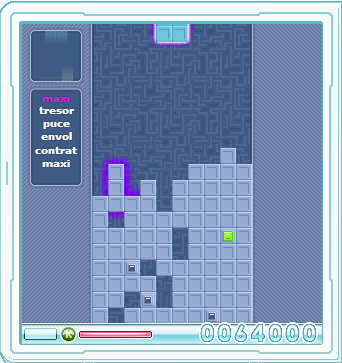 maxi
tresor
puce
envol
contrat
maxi
0064000